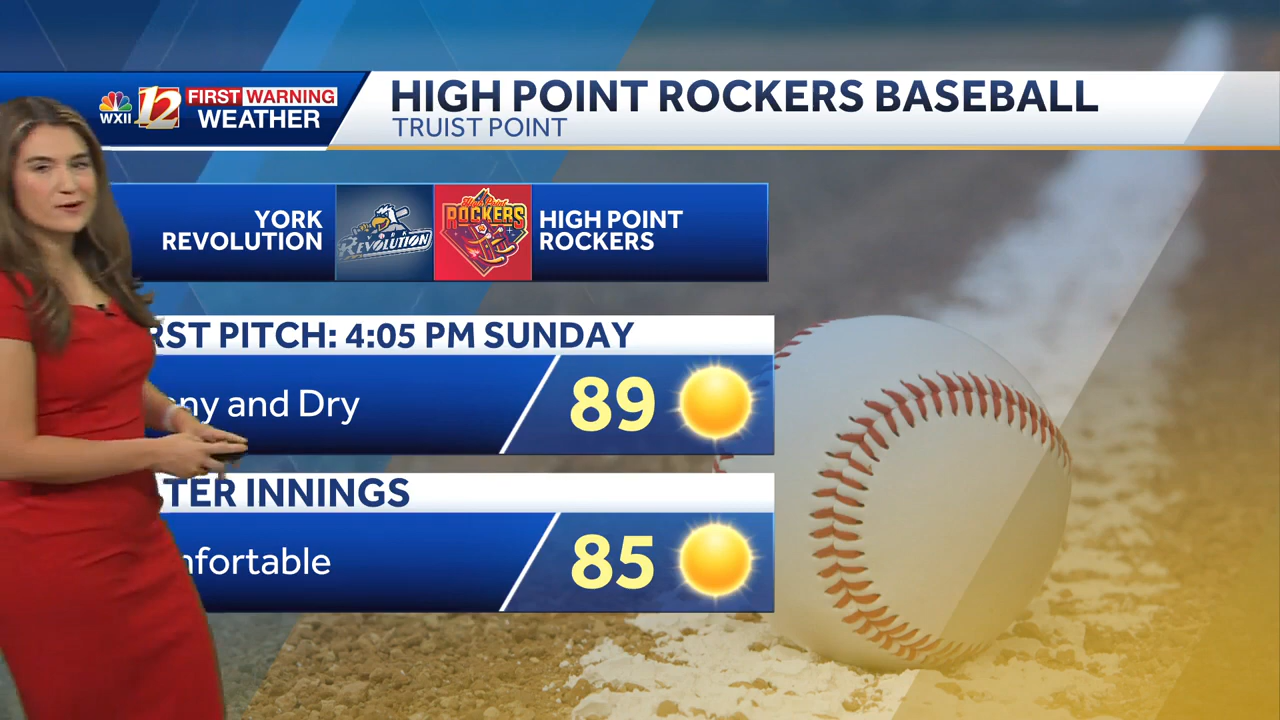 WXII 12 FIRST WARNING
WEATHER
HIGH POINT ROCKERS BASEBALL
TRUIST POINT
YORK
REVOLUTION
REVOLUTION
High Point
ROCKERS
HIGH POINT
ROCKERS
RST PITCH: 4:05 PM SUNDAY
ny and Dry
89
TER INNINGS
nfortable
85